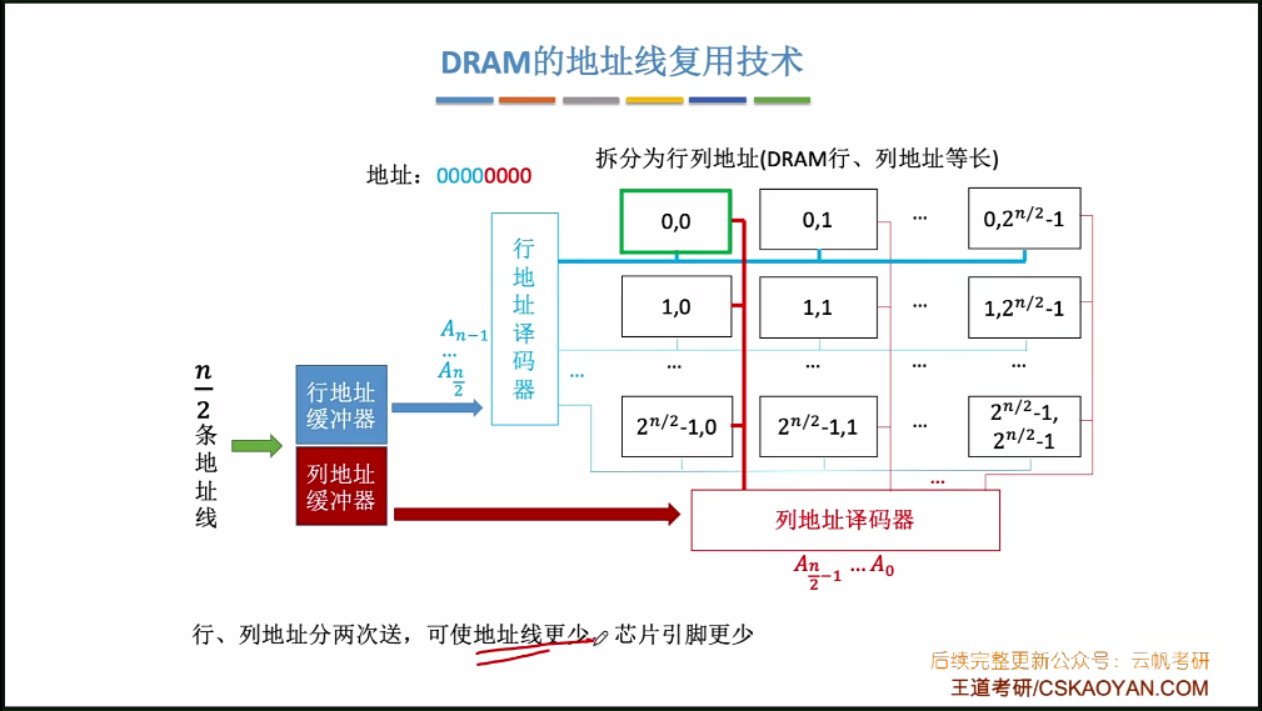 DRAM的地址线复用技术
地址：00000000
拆分为行列地址(DRAM行、列地址等长)
行地址译码器
0,0
0,1
...
0,2^{n/2}-1
1,0
1,1
...
1,2^{n/2}-1
A_{n-1}
...
A_{n/2}
...
...
...
...
...
2^{n/2}-1,0
2^{n/2}-1,1
...
2^{n/2}-1,
2^{n/2}-1
n/2条地址线
行地址
缓冲器
列地址
缓冲器
...
列地址译码器
A_{n/2-1} ...A_0
行、列地址分两次送，可使地址线更少，芯片引脚更少
后续完整更新公众号：云帆考研
王道考研/CSKAOYAN.COM